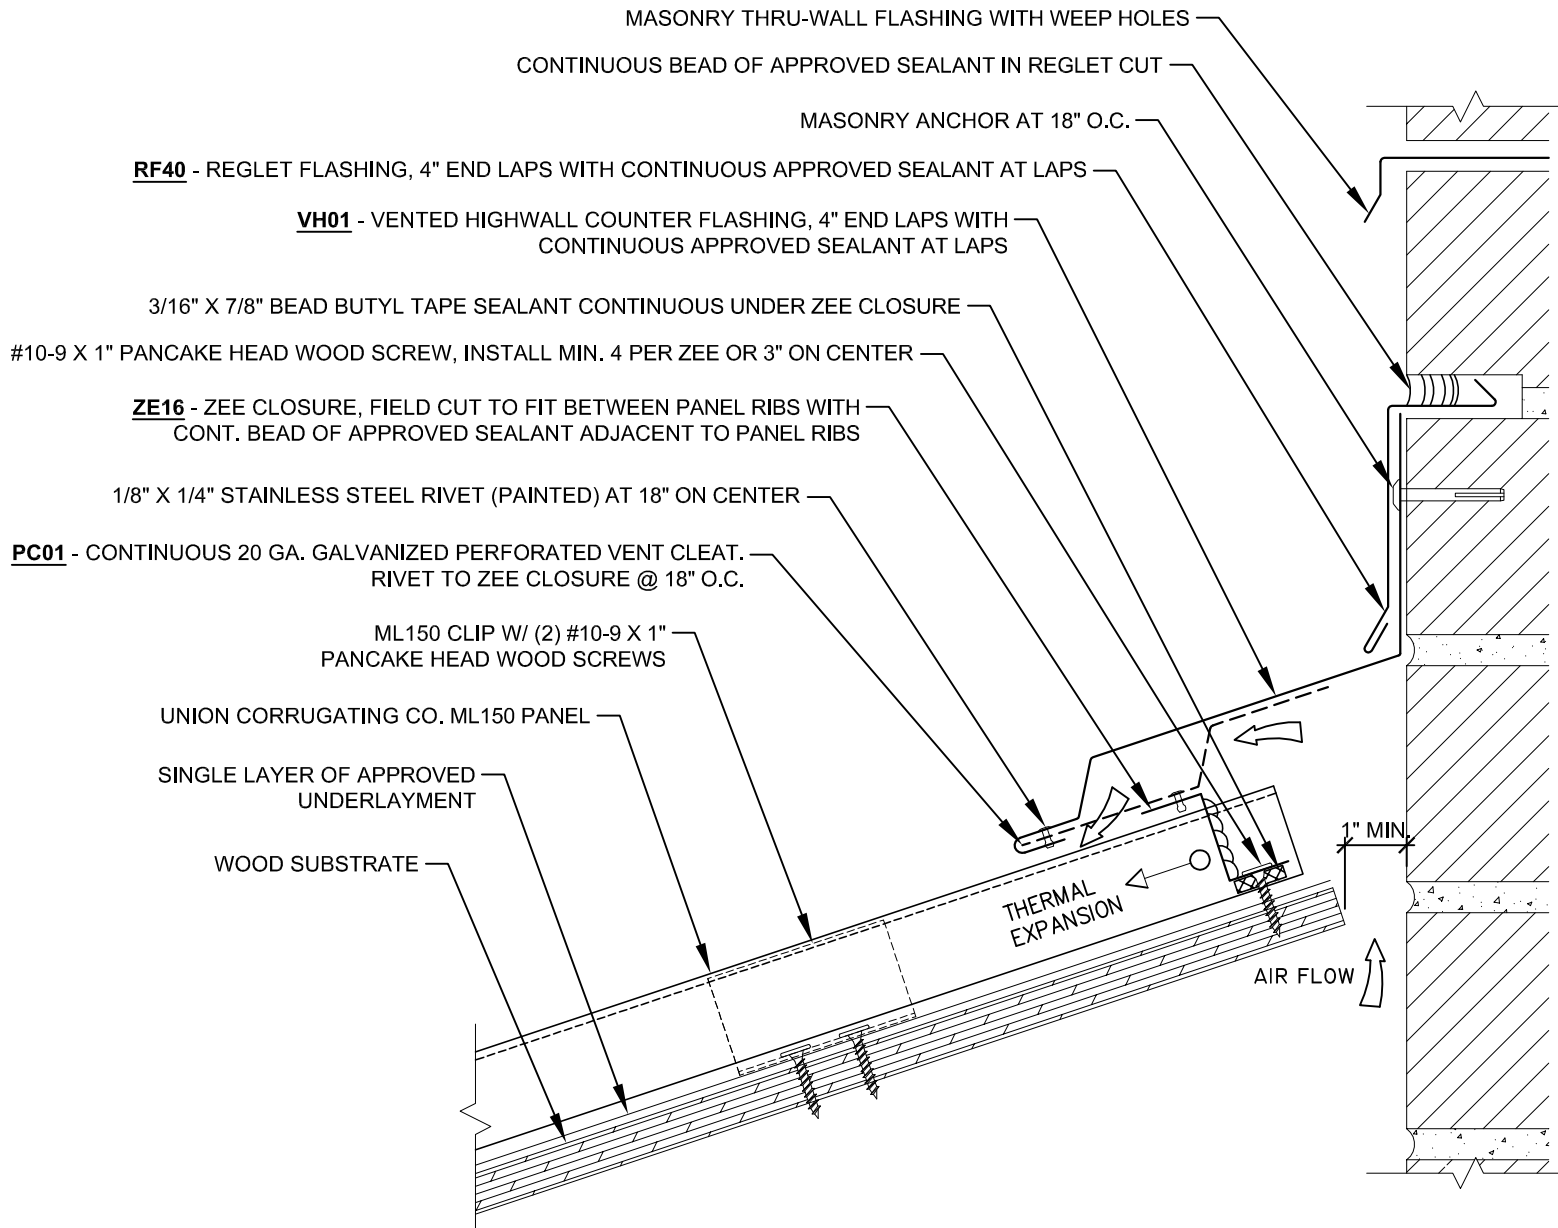 MASONRY THRU-WALL FLASHING WITH WEEP HOLES
CONTINUOUS BEAD OF APPROVED SEALANT IN REGLET CUT
MASONRY ANCHOR AT 18" O.C.
RF40 - REGLET FLASHING, 4" END LAPS WITH CONTINUOUS APPROVED SEALANT AT LAPS
VH01 - VENTED HIGHWALL COUNTER FLASHING, 4" END LAPS WITH
CONTINUOUS APPROVED SEALANT AT LAPS
3/16" X 7/8" BEAD BUTYL TAPE SEALANT CONTINUOUS UNDER ZEE CLOSURE
#10-9 X 1" PANCAKE HEAD WOOD SCREW, INSTALL MIN. 4 PER ZEE OR 3" ON CENTER
ZE16 - ZEE CLOSURE, FIELD CUT TO FIT BETWEEN PANEL RIBS WITH
CONT. BEAD OF APPROVED SEALANT ADJACENT TO PANEL RIBS
1/8" X 1/4" STAINLESS STEEL RIVET (PAINTED) AT 18" ON CENTER
PC01 - CONTINUOUS 20 GA. GALVANIZED PERFORATED VENT CLEAT.
RIVET TO ZEE CLOSURE @ 18" O.C.
ML150 CLIP W/ (2) #10-9 X 1"
PANCAKE HEAD WOOD SCREWS
UNION CORRUGATING CO. ML150 PANEL
SINGLE LAYER OF APPROVED
UNDERLAYMENT
WOOD SUBSTRATE
1" MIN.
THERMAL
EXPANSION
AIR FLOW